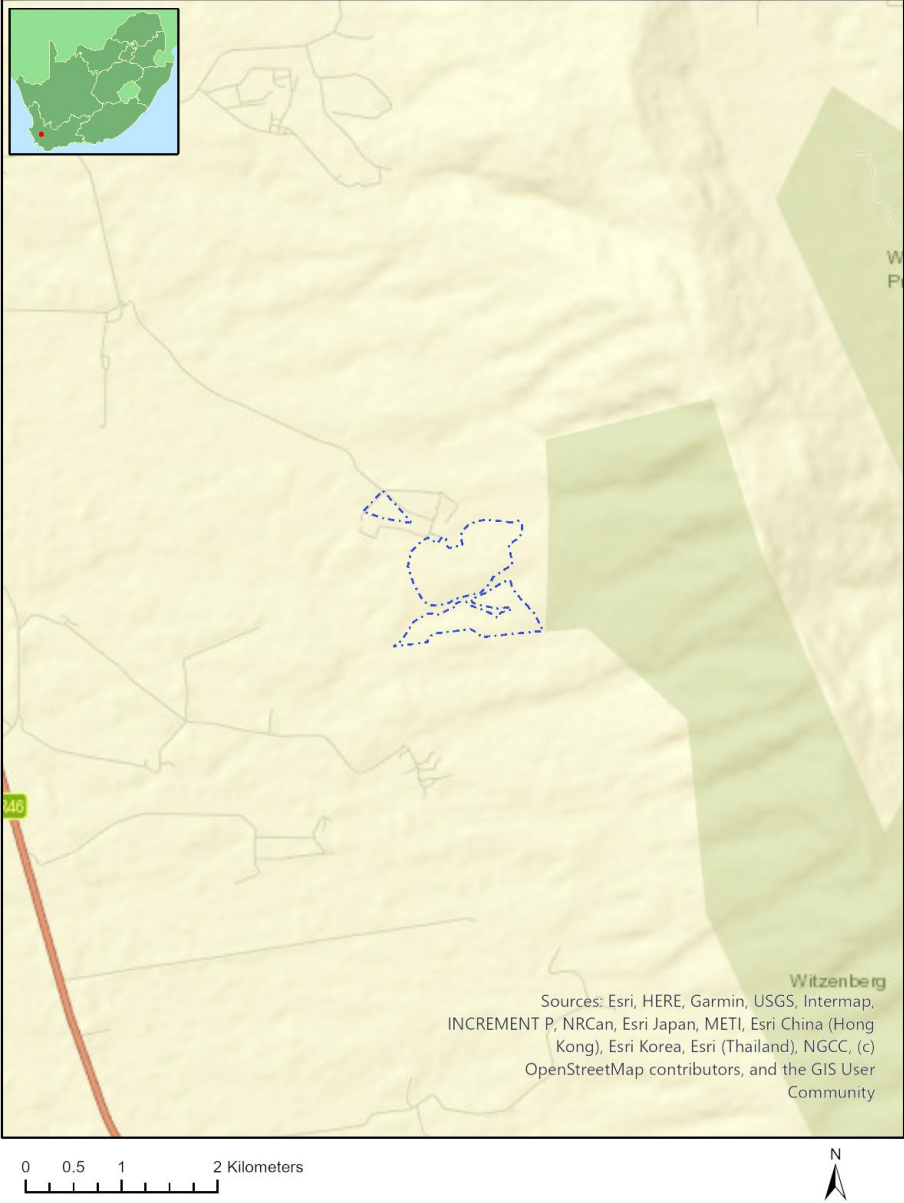 W
P
R46
Witzenberg
Sources: Esri, HERE, Garmin, USGS, Intermap,
INCREMENT P, NRCan, Esri Japan, METI, Esri China (Hong
Kong), Esri Korea, Esri (Thailand), NGCC, (c)
OpenStreetMap contributors, and the GIS User
Community
0 0.5 1 2 Kilometers
N